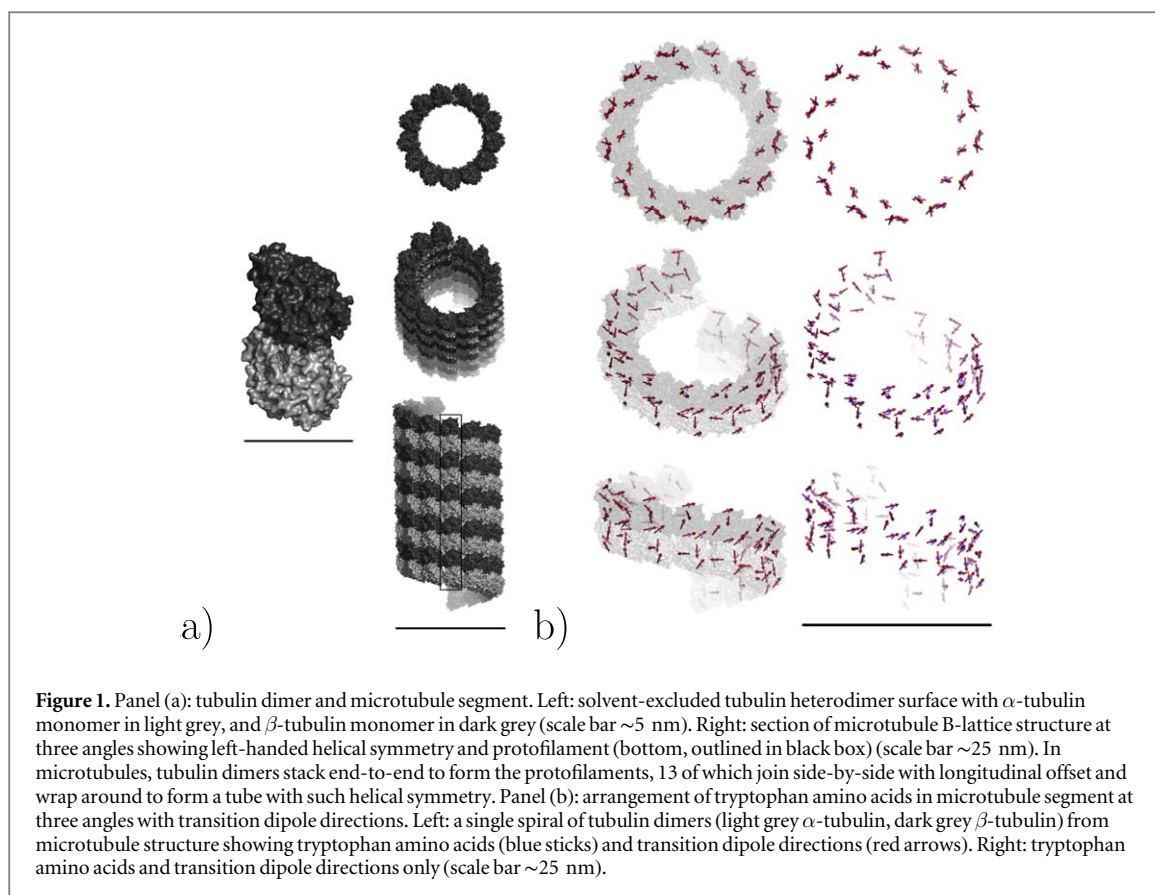 a)
b)
Figure 1. Panel (a): tubulin dimer and microtubule segment. Left: solvent-excluded tubulin heterodimer surface with α-tubulin
monomer in light grey, and β-tubulin monomer in dark grey (scale bar ~5 nm). Right: section of microtubule B-lattice structure at
three angles showing left-handed helical symmetry and protofilament (bottom, outlined in black box) (scale bar ~25 nm). In
microtubules, tubulin dimers stack end-to-end to form the protofilaments, 13 of which join side-by-side with longitudinal offset and
wrap around to form a tube with such helical symmetry. Panel (b): arrangement of tryptophan amino acids in microtubule segment at
three angles with transition dipole directions. Left: a single spiral of tubulin dimers (light grey α-tubulin, dark grey β-tubulin) from
microtubule structure showing tryptophan amino acids (blue sticks) and transition dipole directions (red arrows). Right: tryptophan
amino acids and transition dipole directions only (scale bar ~25 nm).